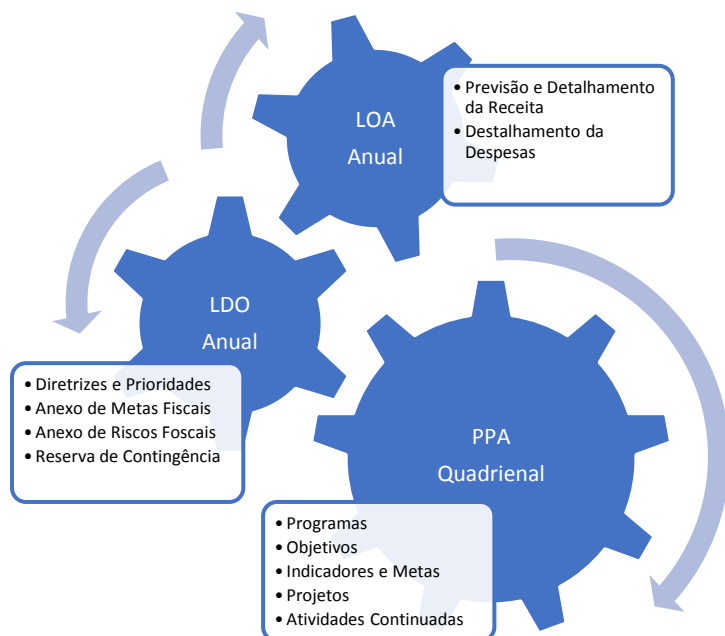 LOA
Anual
• Previsão e Detalhamento
da Receita
• Destalhamento da
Despesas
LDO
Anual
• Diretrizes e Prioridades
• Anexo de Metas Fiscais
• Anexo de Riscos Foscais
• Reserva de Contingência
PPA
Quadrienal
• Programas
• Objetivos
• Indicadores e Metas
• Projetos
• Atividades Continuadas